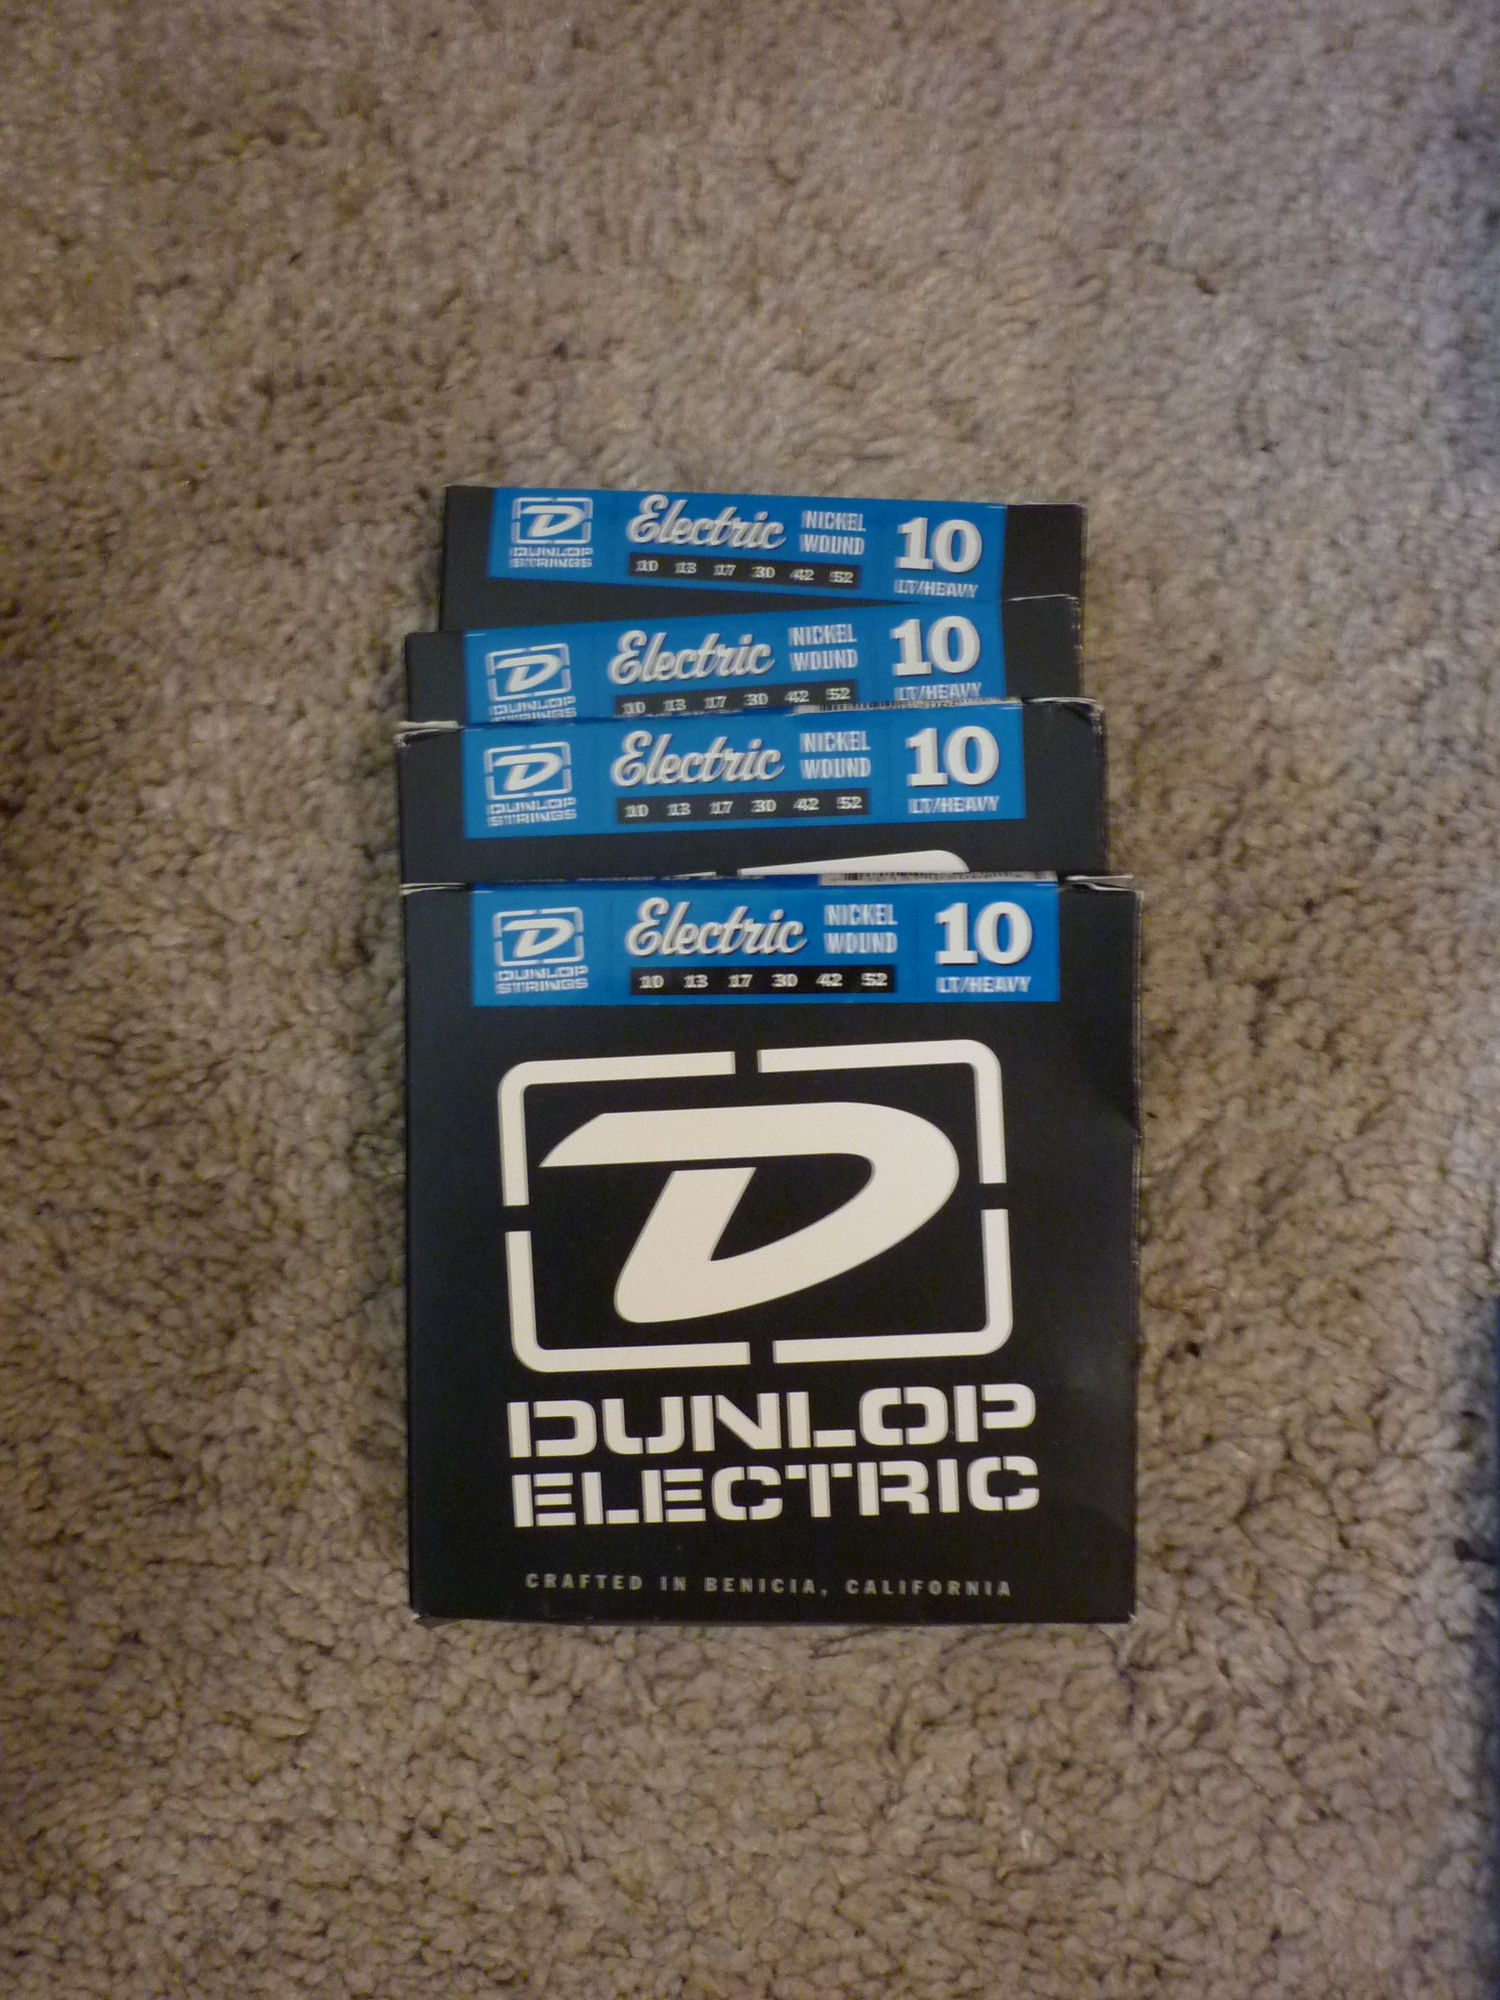 D
DUNLOP
STRINGS
Electric
NICKEL
WOUND
10 13 17 30 42 52
10
LT/HEAVY
D
DUNLOP
STRINGS
Electric
NICKEL
WOUND
10 13 17 30 42 52
10
LT/HEAVY
D
DUNLOP
STRINGS
Electric
NICKEL
WOUND
10 13 17 30 42 52
10
LT/HEAVY
D
DUNLOP
STRINGS
Electric
NICKEL
WOUND
10 13 17 30 42 52
10
LT/HEAVY
D
DUNLOP
ELECTRIC
CRAFTED IN BENICIA, CALIFORNIA